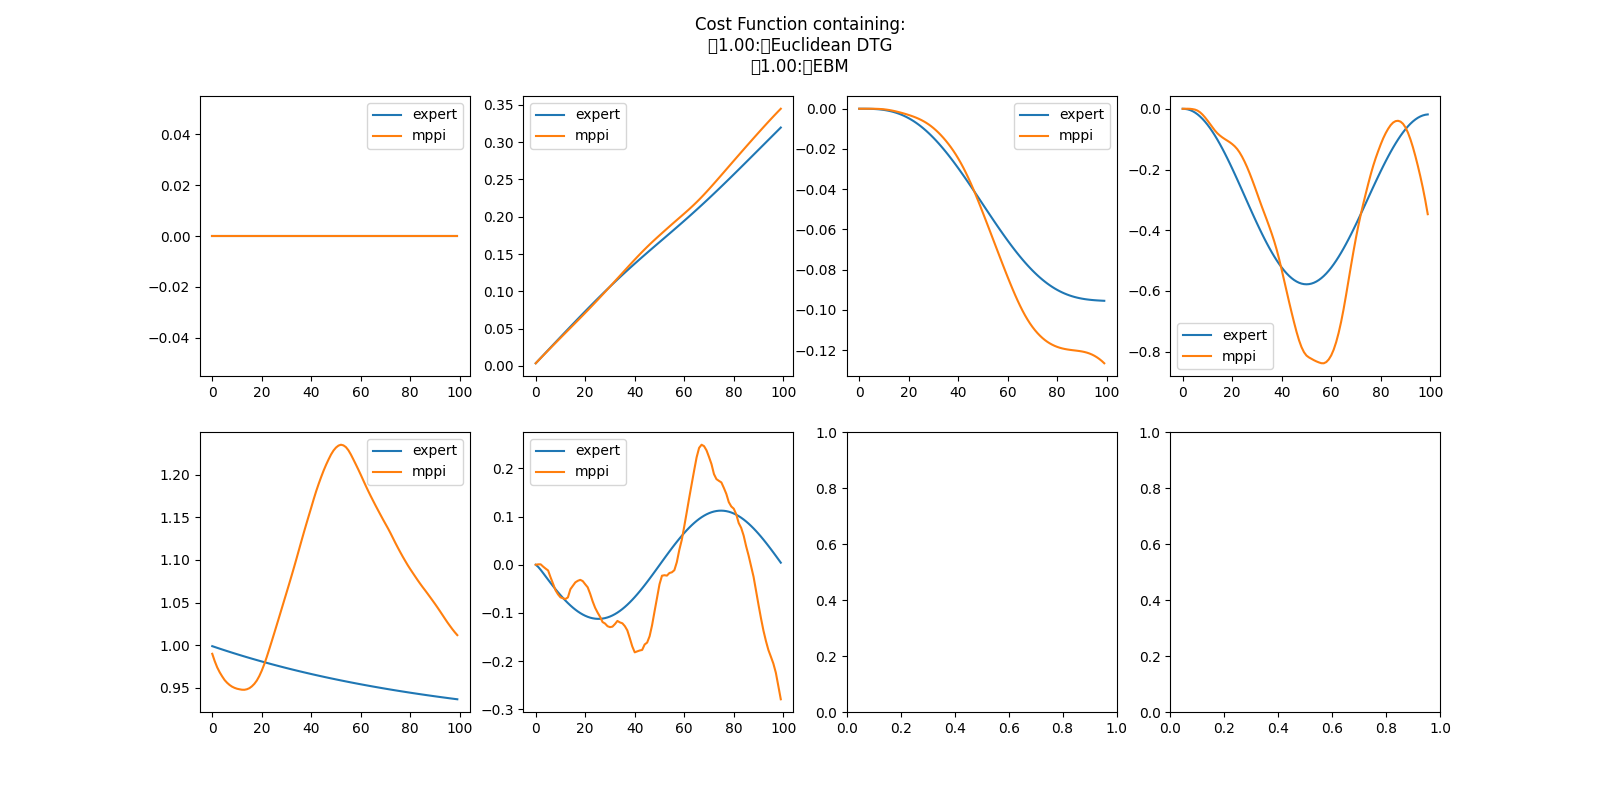 Cost Function containing:
1.00: Euclidean DTG
1.00: EBM
expert
mppi
0.04
0.02
0.00
−0.02
−0.04
0 20 40 60 80 100
expert
mppi
0.35
0.30
0.25
0.20
0.15
0.10
0.05
0.00
0 20 40 60 80 100
expert
mppi
0.00
−0.02
−0.04
−0.06
−0.08
−0.10
−0.12
0 20 40 60 80 100
0.0
−0.2
−0.4
−0.6
−0.8
expert
mppi
0 20 40 60 80 100
expert
mppi
1.20
1.15
1.10
1.05
1.00
0.95
0 20 40 60 80 100
expert
mppi
0.2
0.1
0.0
−0.1
−0.2
−0.3
0 20 40 60 80 100
1.0
0.8
0.6
0.4
0.2
0.0
0.0 0.2 0.4 0.6 0.8 1.0
1.0
0.8
0.6
0.4
0.2
0.0
0.0 0.2 0.4 0.6 0.8 1.0